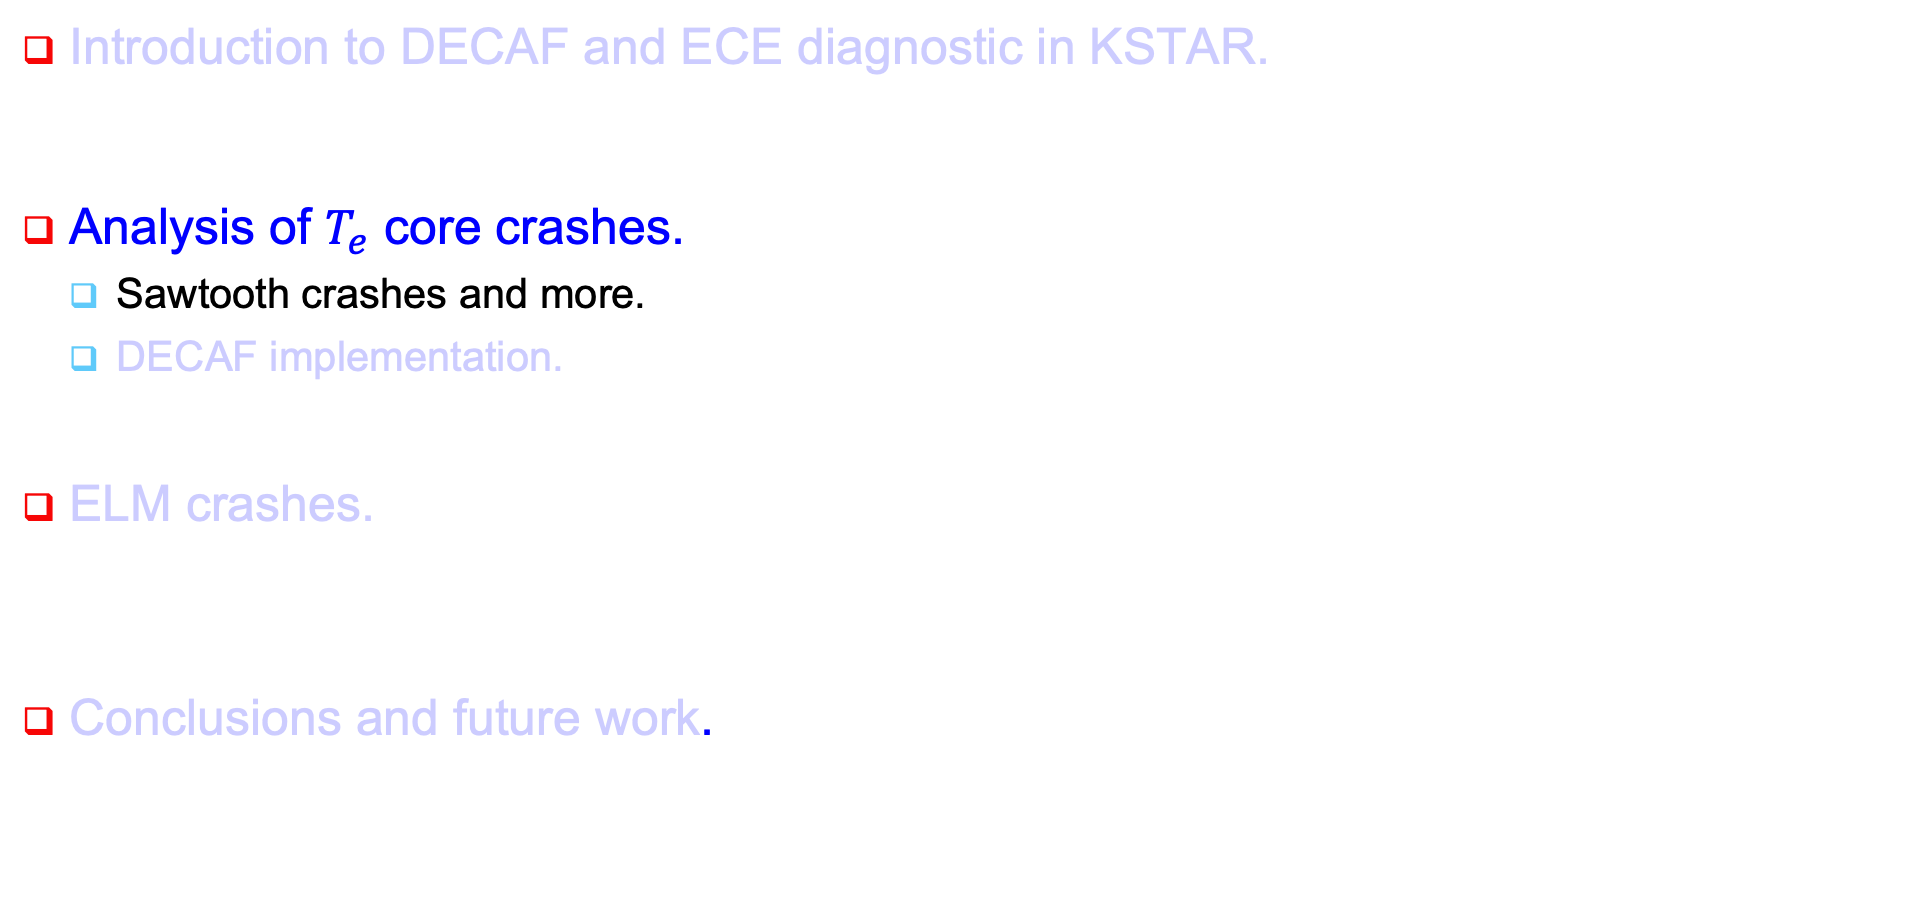 Introduction to DECAF and ECE diagnostic in KSTAR.
Analysis of Tₑ core crashes.
Sawtooth crashes and more.
DECAF implementation.
ELM crashes.
Conclusions and future work.